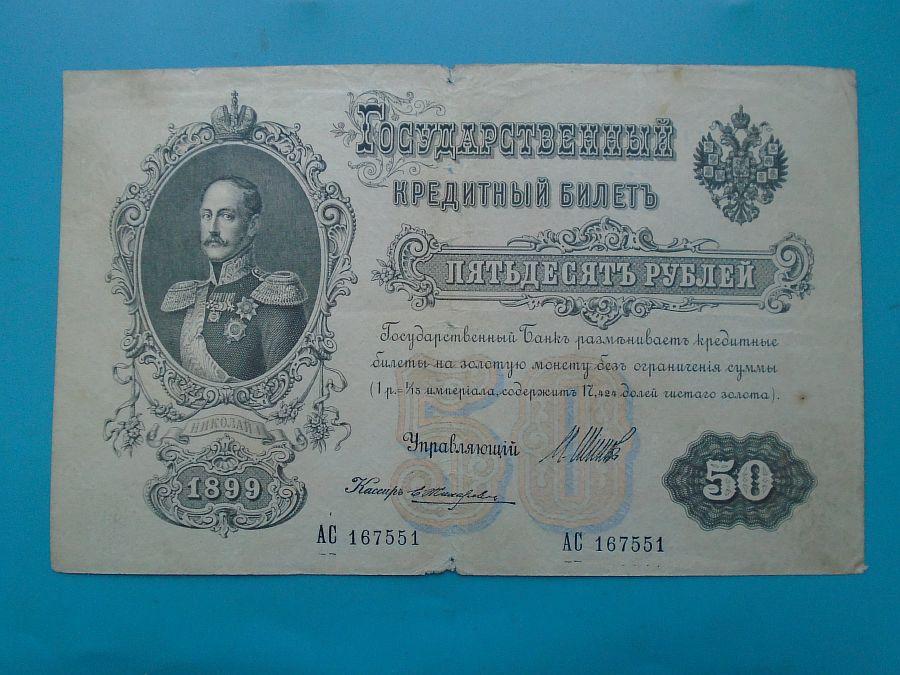 Государственный
кредитный билетъ
пятьдесятъ рублей
Государственный Банкъ размѣниваетъ кредитные
билеты на золотую монету безъ ограниченія суммы
(1 р.= 1/15 имперіала, содержитъ 17,424 долей чистаго золота).
НИКОЛАЙ I
1899
50
Управляющій
Кассиръ
50
АС 167551
АС 167551